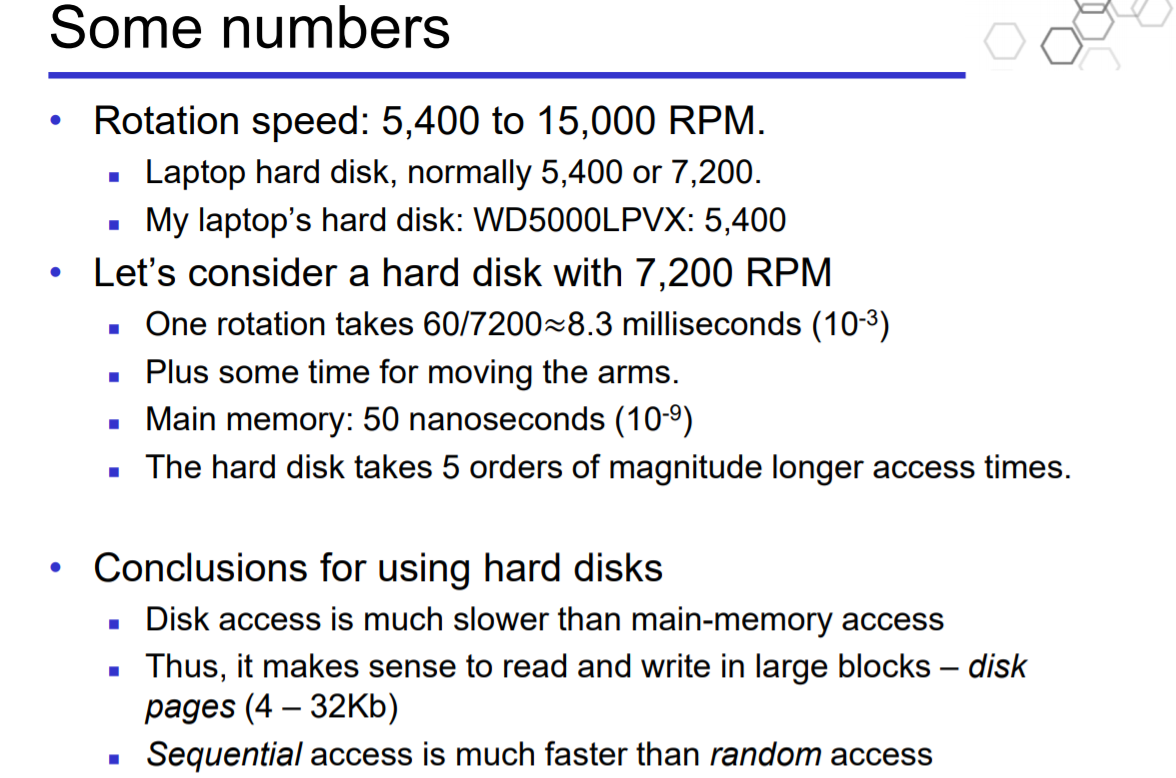 Some numbers
• Rotation speed: 5,400 to 15,000 RPM.
▪ Laptop hard disk, normally 5,400 or 7,200.
▪ My laptop’s hard disk: WD5000LPVX: 5,400
• Let’s consider a hard disk with 7,200 RPM
▪ One rotation takes 60/7200≈8.3 milliseconds (10⁻³)
▪ Plus some time for moving the arms.
▪ Main memory: 50 nanoseconds (10⁻⁹)
▪ The hard disk takes 5 orders of magnitude longer access times.
• Conclusions for using hard disks
▪ Disk access is much slower than main-memory access
▪ Thus, it makes sense to read and write in large blocks – disk
pages (4 – 32Kb)
▪ Sequential access is much faster than random access